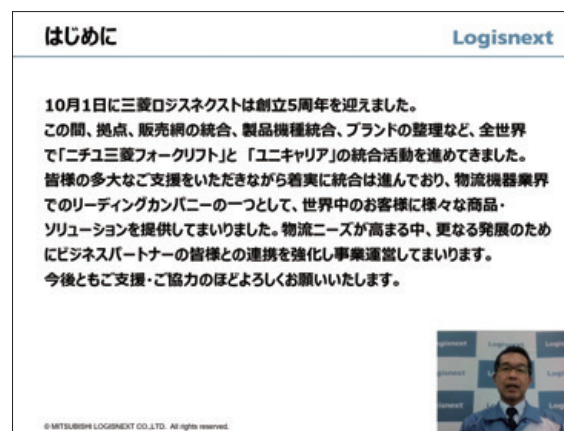 はじめに
Logisnext
10月1日に三菱ロジスネクストは創立5周年を迎えました。
この間、拠点、販売網の統合、製品機種統合、ブランドの整理など、全世界
で「ニチユ三菱フォークリフト」と 「ユニキャリア」の統合活動を進めてきました。
皆様の多大なご支援をいただきながら着実に統合は進んでおり、物流機器業界
でのリーディングカンパニーの一つとして、世界中のお客様に様々な商品・
ソリューションを提供してまいりました。物流ニーズが高まる中、更なる発展のため
にビジネスパートナーの皆様との連携を強化し事業運営してまいります。
今後ともご支援・ご協力のほどよろしくお願いいたします。
© MITSUBISHI LOGISNEXT CO.,LTD. All rights reserved.